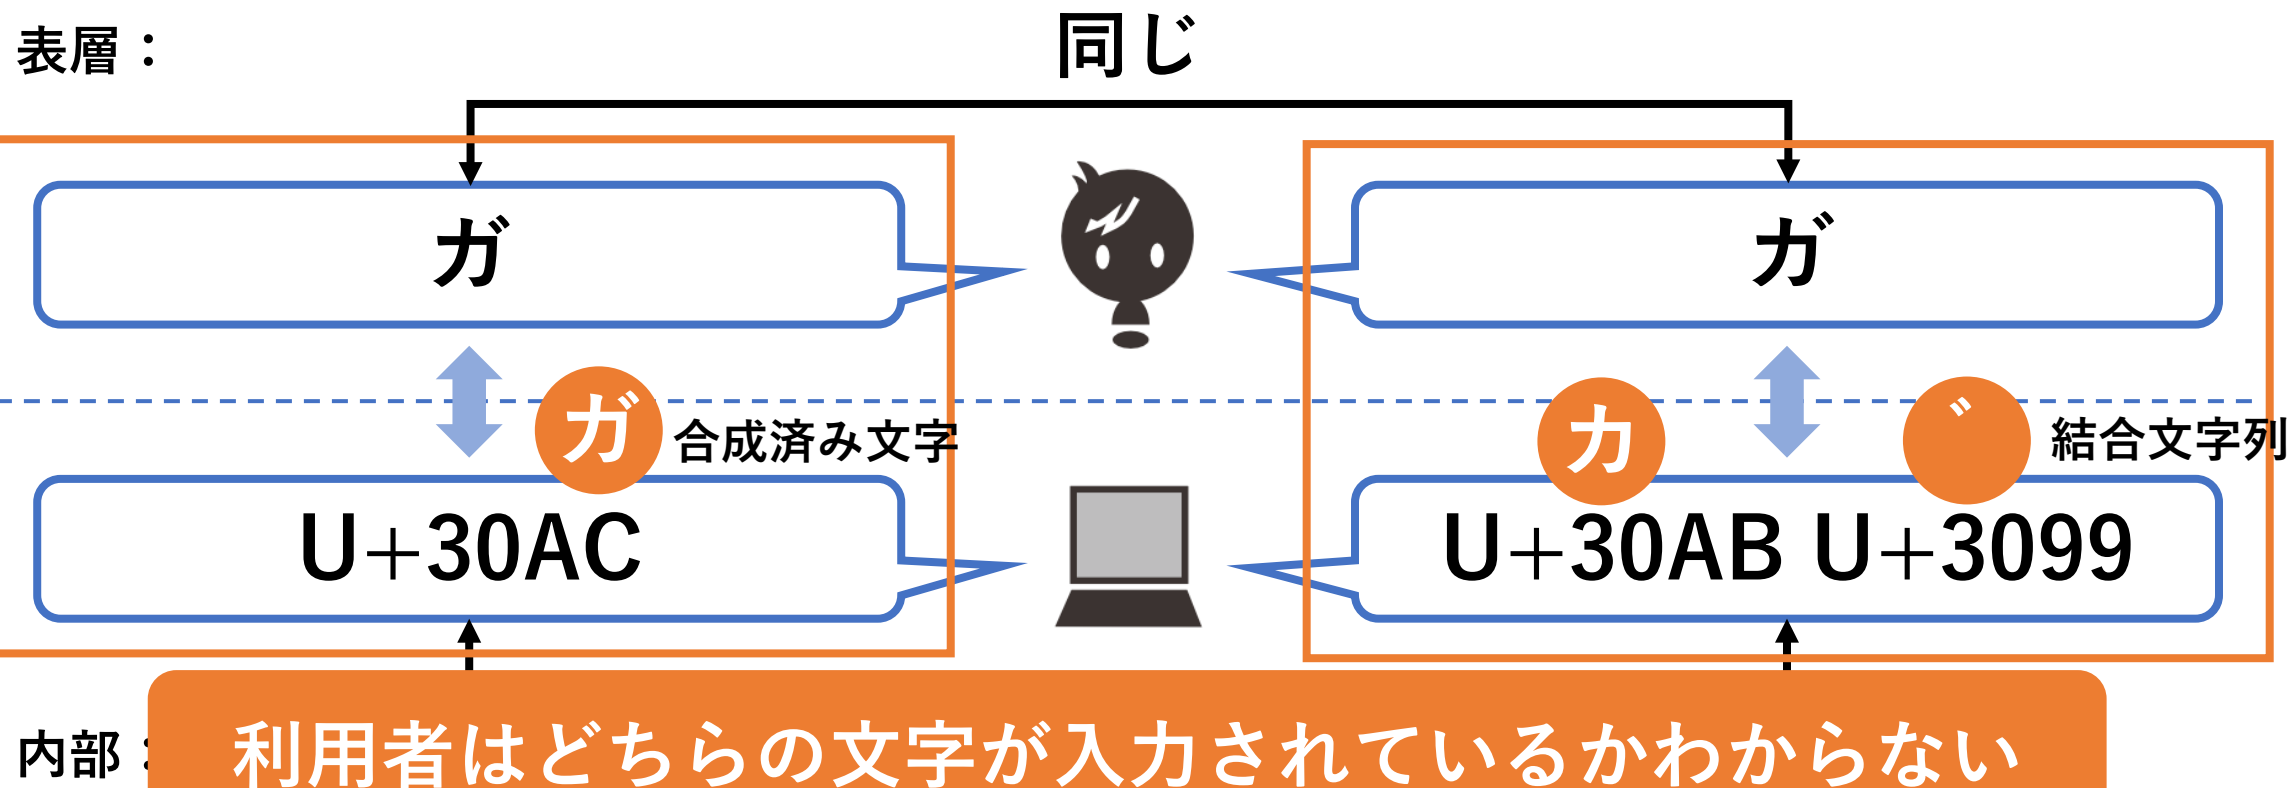 表層：
同じ
ガ
ガ
ガ
合成済み文字
カ
゛
結合文字列
U+30AC
U+30AB U+3099
内部：
利用者はどちらの文字が入力されているかわからない